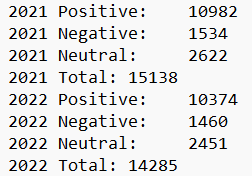 2021 Positive: 10982
2021 Negative: 1534
2021 Neutral: 2622
2021 Total: 15138
2022 Positive: 10374
2022 Negative: 1460
2022 Neutral: 2451
2022 Total: 14285